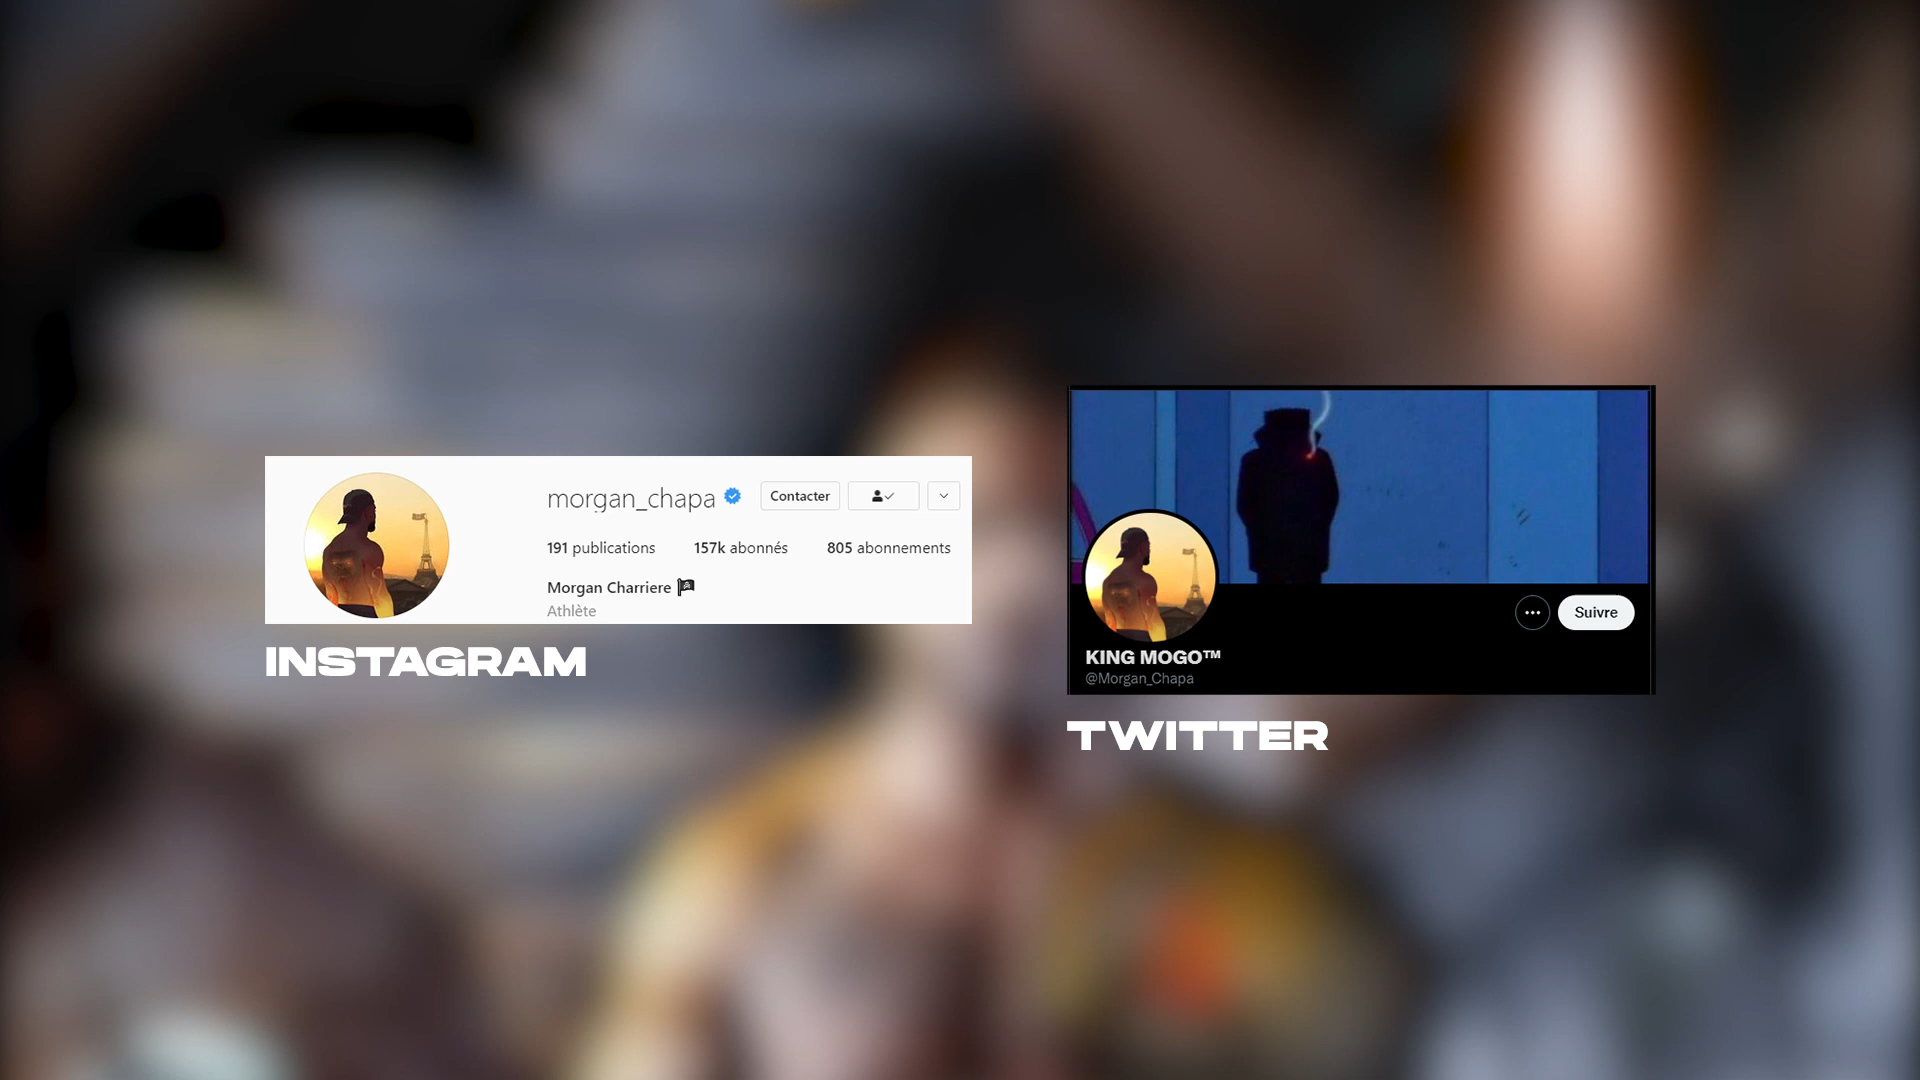 morgan_chapa
Contacter
191 publications 157k abonnés 805 abonnements
Morgan Charriere
Athlète
INSTAGRAM
Suivre
KING MOGO™
@Morgan_Chapa
TWITTER